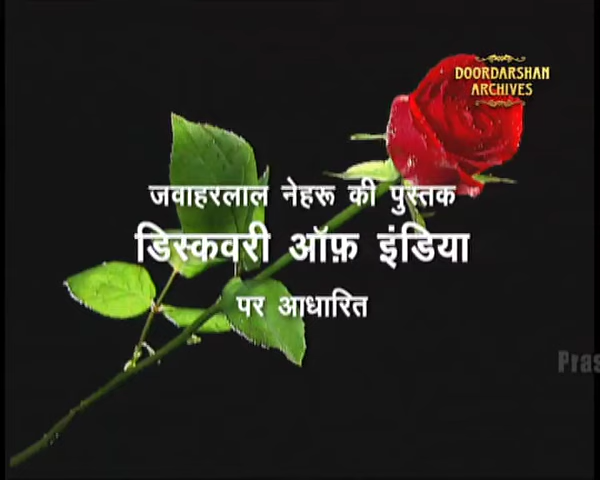 DOORDARSHAN
ARCHIVES
जवाहरलाल नेहरू की पुस्तक
डिस्कवरी ऑफ़ इंडिया
पर आधारित